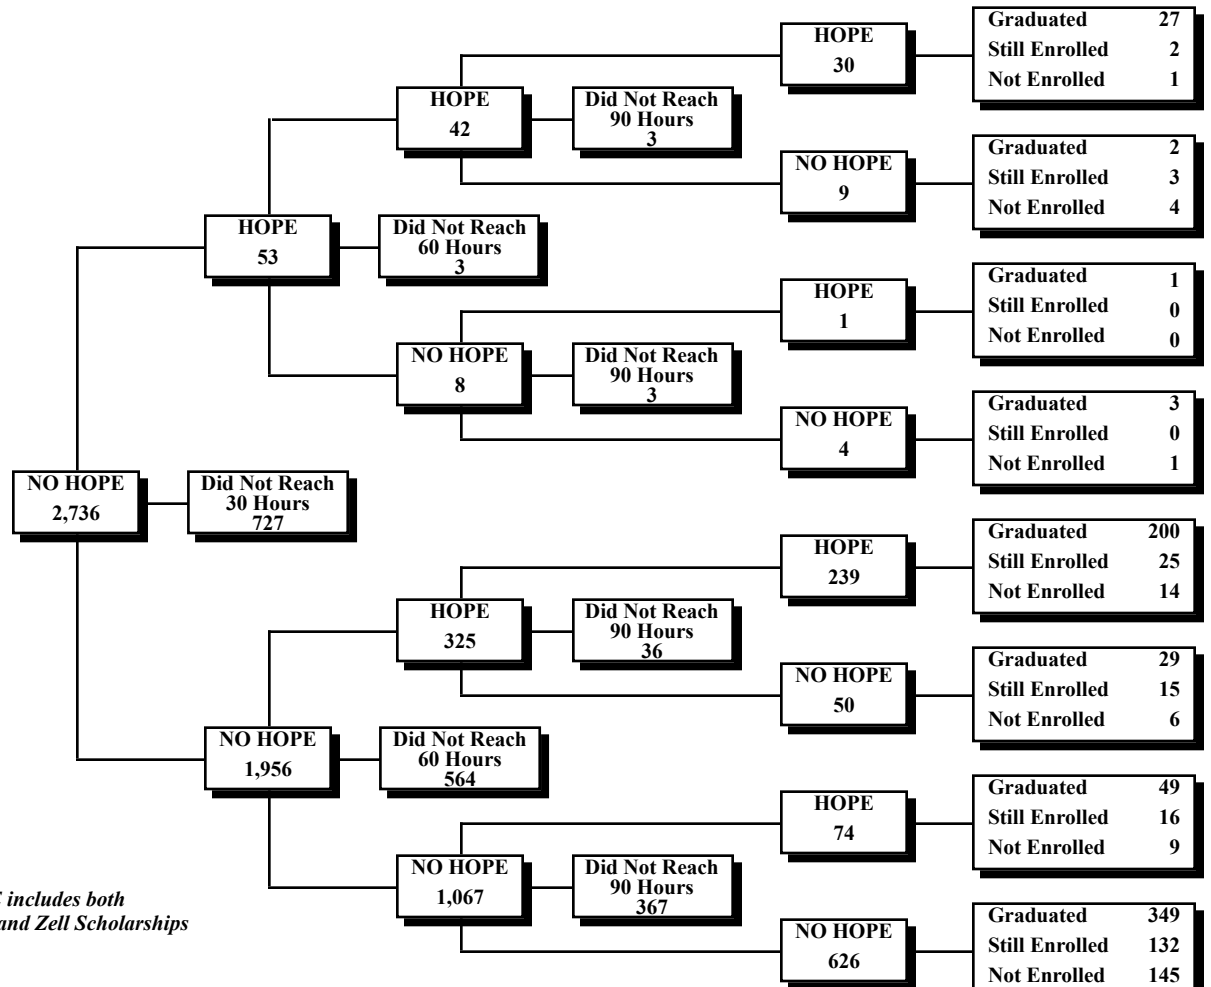 Graduated 27
Still Enrolled 2
Not Enrolled 1
HOPE
30
HOPE
42
Did Not Reach
90 Hours
3
Graduated 2
Still Enrolled 3
Not Enrolled 4
NO HOPE
9
HOPE
53
Did Not Reach
60 Hours
3
Graduated 1
Still Enrolled 0
Not Enrolled 0
HOPE
1
NO HOPE
8
Did Not Reach
90 Hours
3
Graduated 3
Still Enrolled 0
Not Enrolled 1
NO HOPE
4
NO HOPE
2,736
Did Not Reach
30 Hours
727
Graduated 200
Still Enrolled 25
Not Enrolled 14
HOPE
239
HOPE
325
Did Not Reach
90 Hours
36
Graduated 29
Still Enrolled 15
Not Enrolled 6
NO HOPE
50
NO HOPE
1,956
Did Not Reach
60 Hours
564
Graduated 49
Still Enrolled 16
Not Enrolled 9
HOPE
74
NO HOPE
1,067
Did Not Reach
90 Hours
367
includes both
and Zell Scholarships
Graduated 349
Still Enrolled 132
Not Enrolled 145
NO HOPE
626